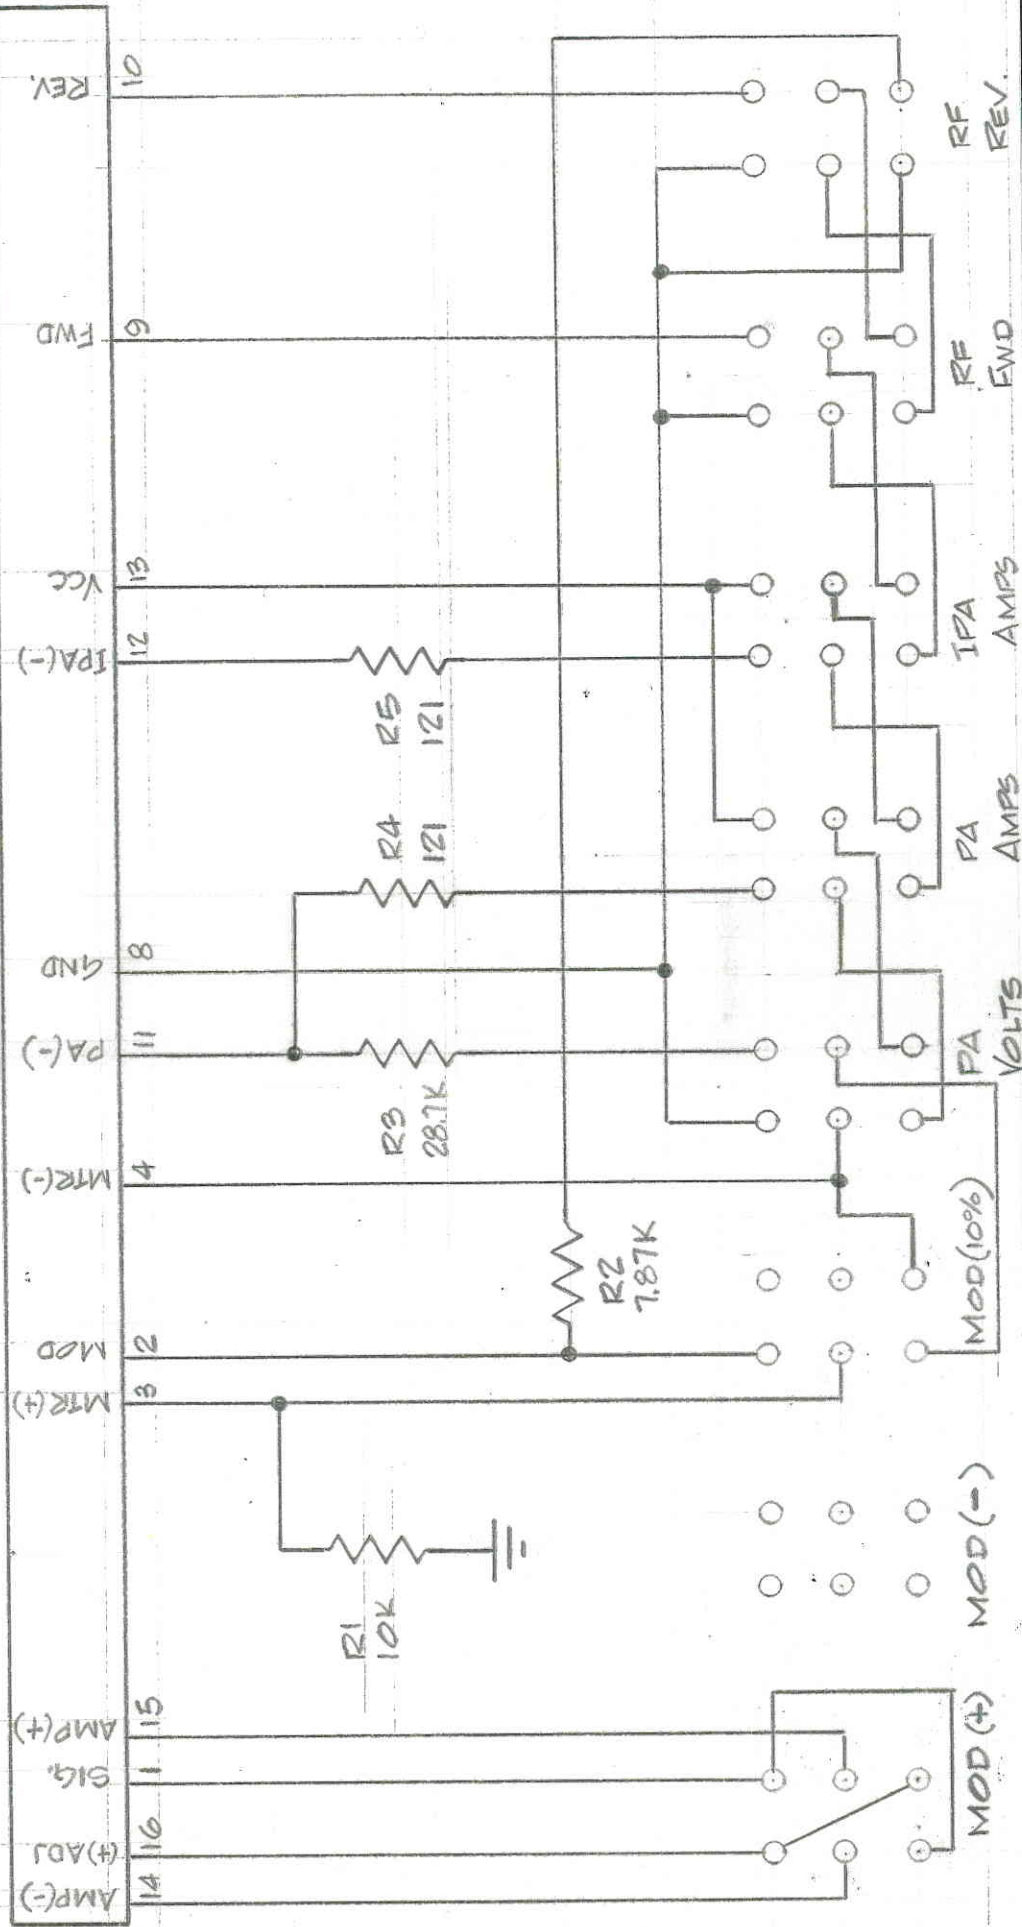 REV.
10
FWD
9
VCC
13
IPA(-)
12
GND
8
PA(-)
11
MTR(-)
4
MOD
2
MTR(+)
3
AMP(+)
15
SIG.
1
(+)ADJ
16
AMP(-)
14
R5
121
R4
121
R3
28.7K
R2
7.87K
R1
10K
RF
REV.
RF
FWD
IPA
AMPS
PA
AMPS
PA
VOLTS
MOD(10%)
MOD(-)
MOD(+)